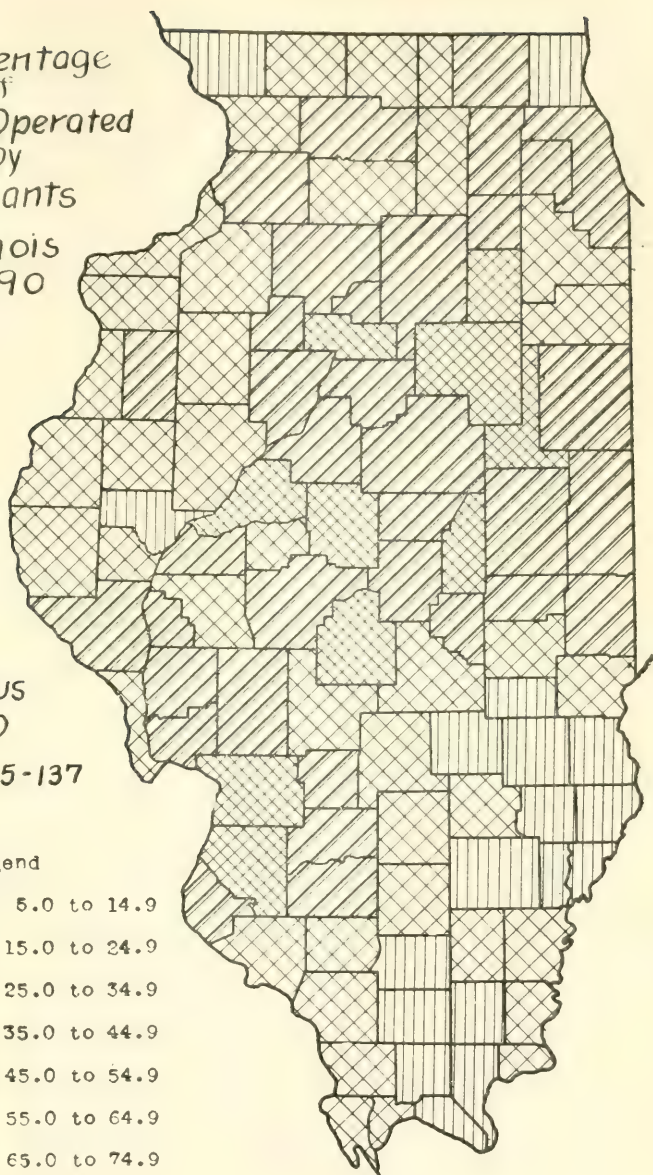 entage
f
Operated
by
ants
nois
90
us
0
5-137
end
5.0 to 14.9
15.0 to 24.9
25.0 to 34.9
35.0 to 44.9
45.0 to 54.9
55.0 to 64.9
65.0 to 74.9